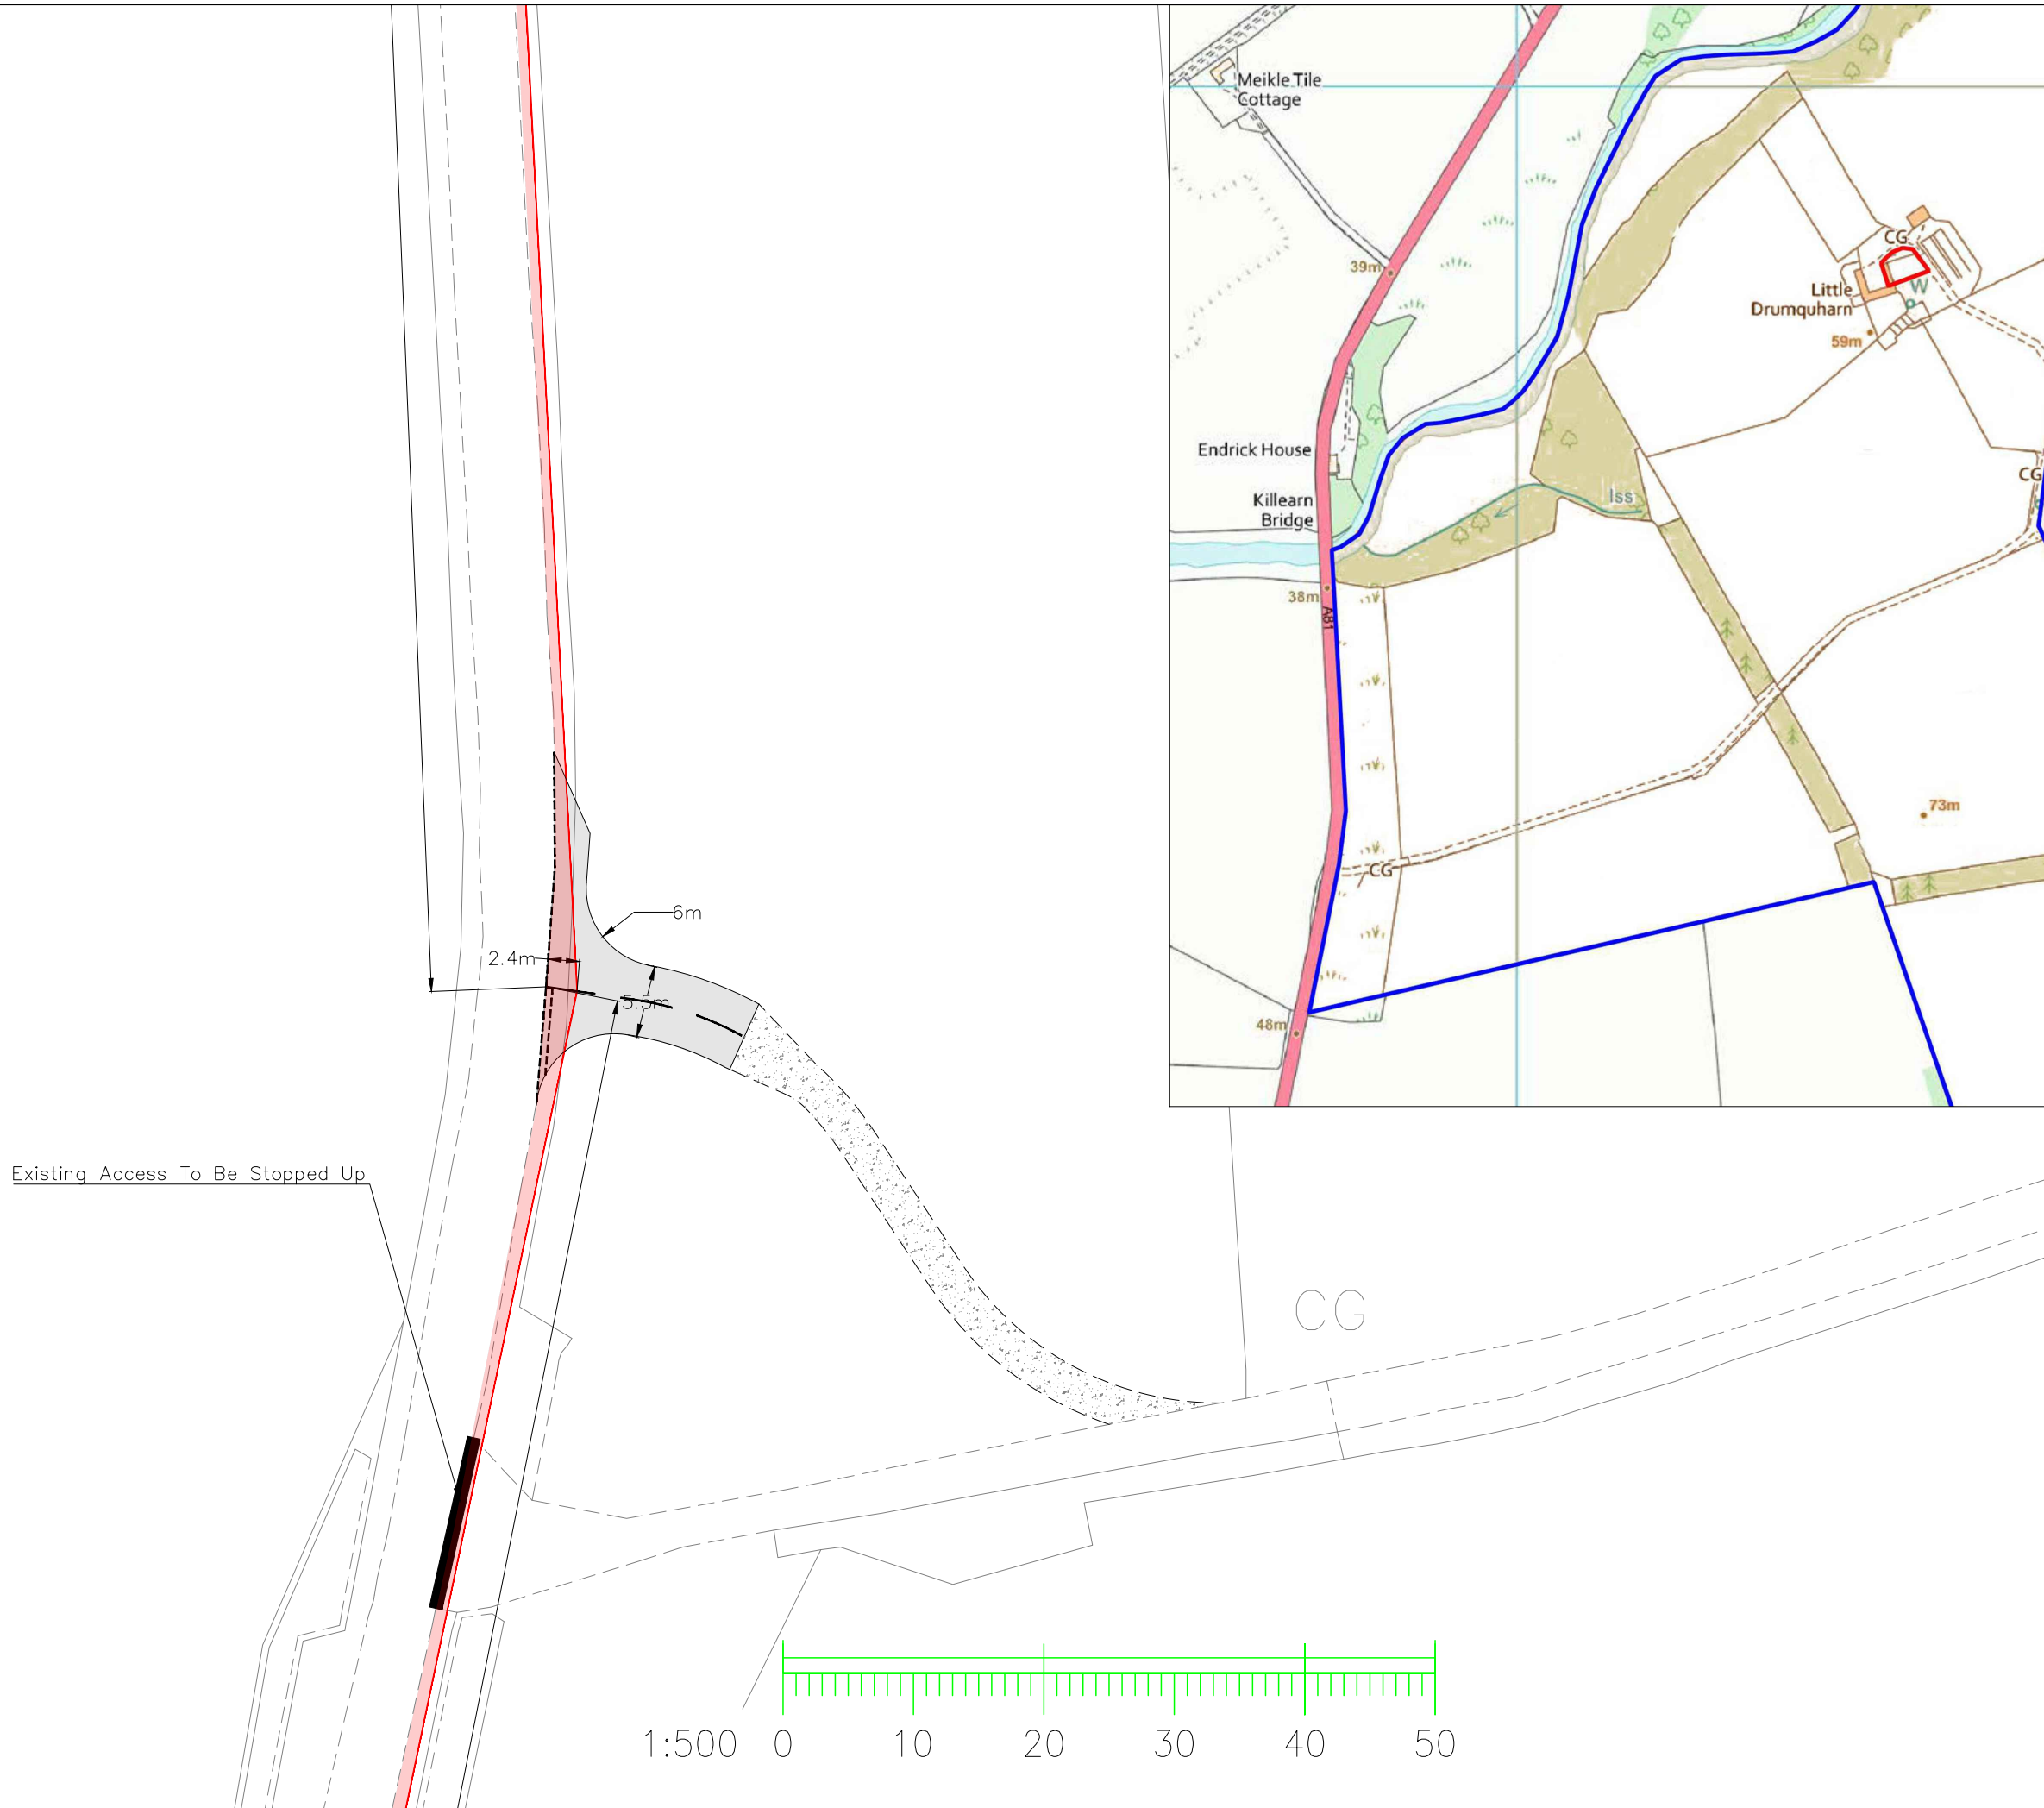 Meikle Tile
Cottage
CG
39m
Little
Drumquharn
W
59m
Endrick House
CG
Killearn
Bridge
Iss
38m
A81
73m
CG
48m
6m
2.4m
5.5m
Existing Access To Be Stopped Up
CG
1:500 0 10 20 30 40 50